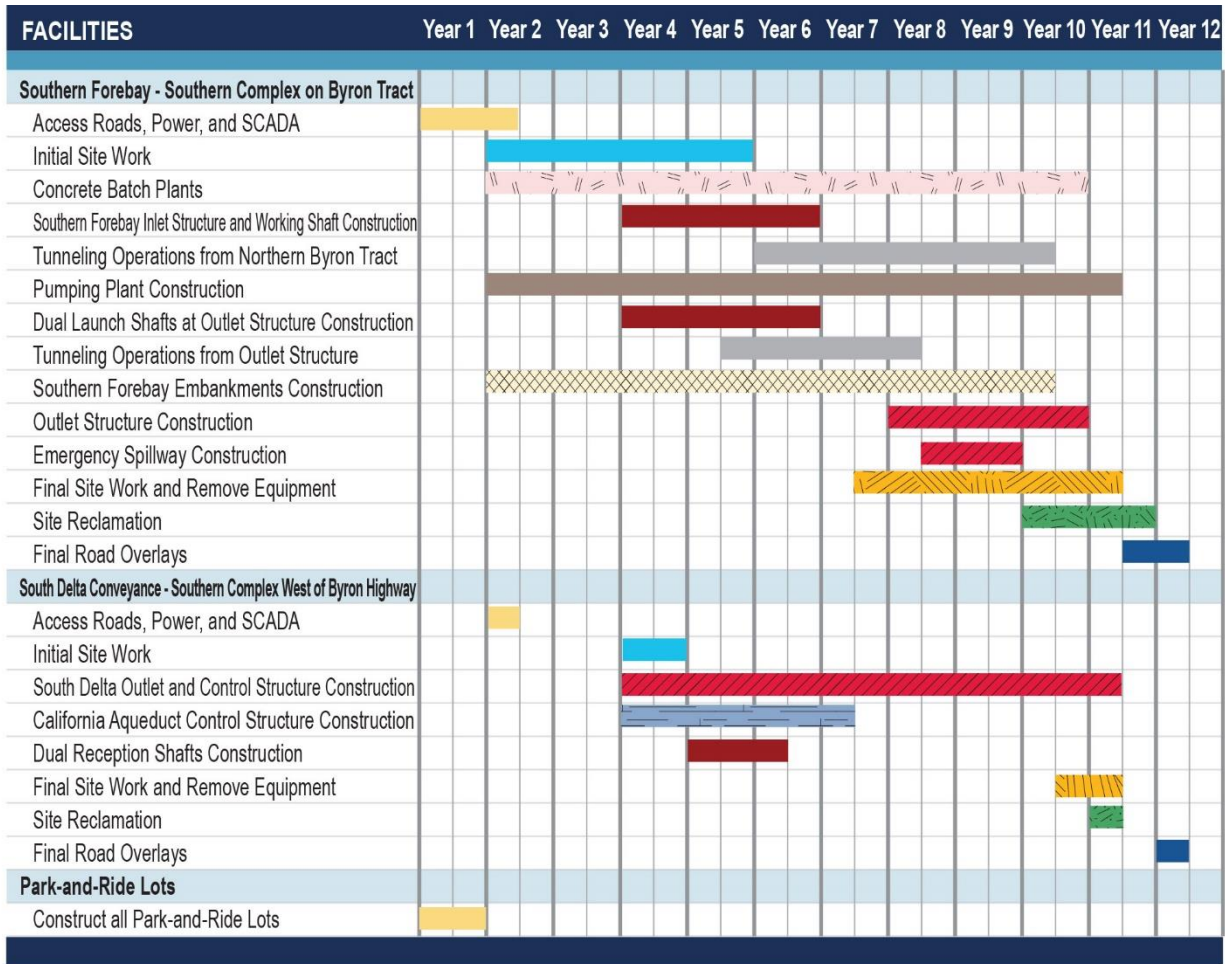 FACILITIES Year 1 Year 2 Year 3 Year 4 Year 5 Year 6 Year 7 Year 8 Year 9 Year 10 Year 11 Year 12
Southern Forebay - Southern Complex on Byron Tract
Access Roads, Power, and SCADA
Initial Site Work
Concrete Batch Plants
Southern Forebay Inlet Structure and Working Shaft Construction
Tunneling Operations from Northern Byron Tract
Pumping Plant Construction
Dual Launch Shafts at Outlet Structure Construction
Tunneling Operations from Outlet Structure
Southern Forebay Embankments Construction
Outlet Structure Construction
Emergency Spillway Construction
Final Site Work and Remove Equipment
Site Reclamation
Final Road Overlays
South Delta Conveyance - Southern Complex West of Byron Highway
Access Roads, Power, and SCADA
Initial Site Work
South Delta Outlet and Control Structure Construction
California Aqueduct Control Structure Construction
Dual Reception Shafts Construction
Final Site Work and Remove Equipment
Site Reclamation
Final Road Overlays
Park-and-Ride Lots
Construct all Park-and-Ride Lots